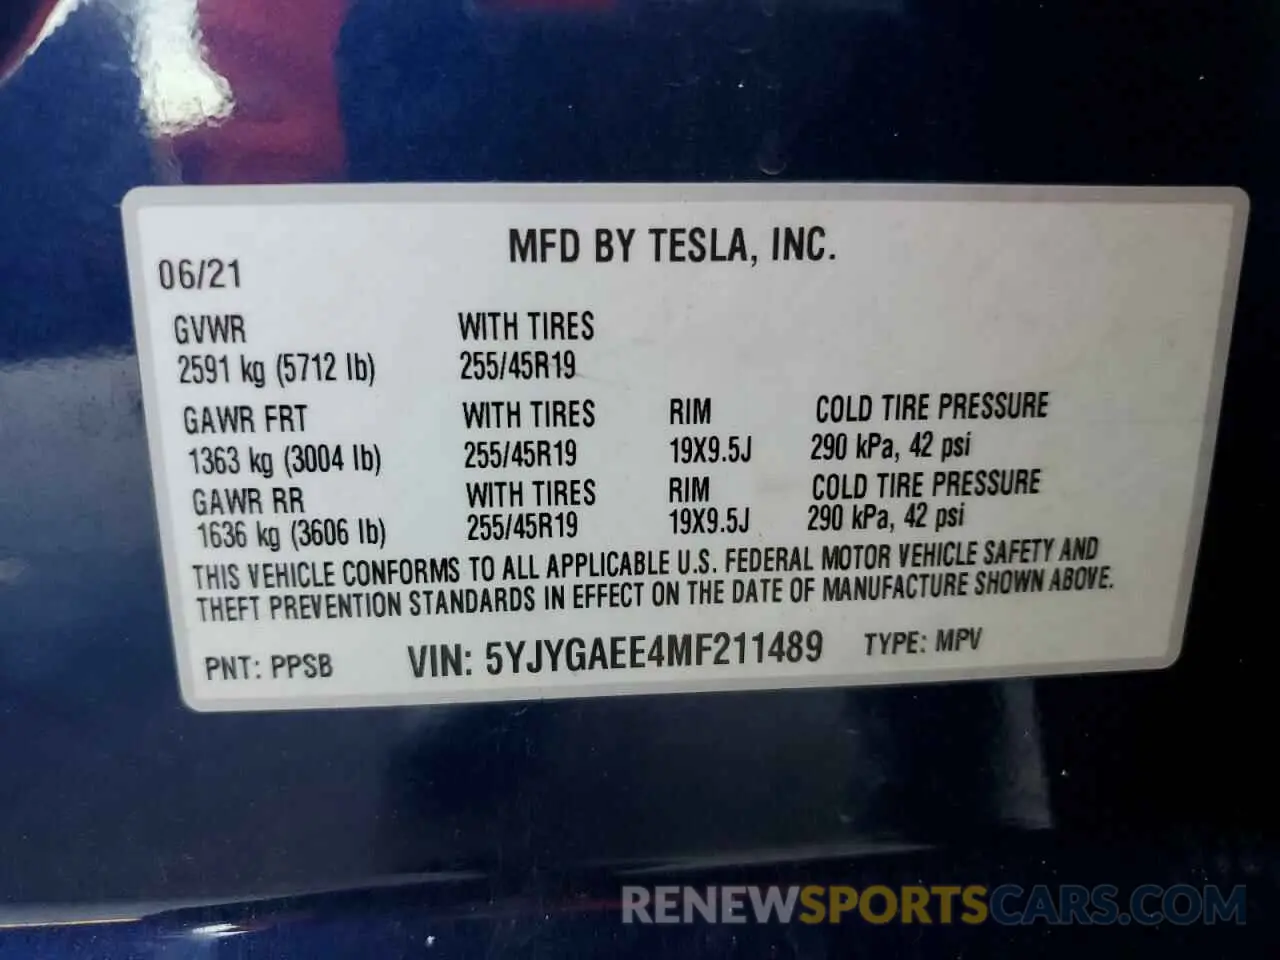 MFD BY TESLA, INC.
06/21
GVWR WITH TIRES
2591 kg (5712 lb) 255/45R19
GAWR FRT WITH TIRES RIM COLD TIRE PRESSURE
1363 kg (3004 lb) 255/45R19 19X9.5J 290 kPa, 42 psi
GAWR RR WITH TIRES RIM COLD TIRE PRESSURE
1636 kg (3606 lb) 255/45R19 19X9.5J 290 kPa, 42 psi
THIS VEHICLE CONFORMS TO ALL APPLICABLE U.S. FEDERAL MOTOR VEHICLE SAFETY AND
THEFT PREVENTION STANDARDS IN EFFECT ON THE DATE OF MANUFACTURE SHOWN ABOVE.
PNT: PPSB VIN: 5YJYGAEE4MF211489 TYPE: MPV
RENEWSPORTSCARS.COM